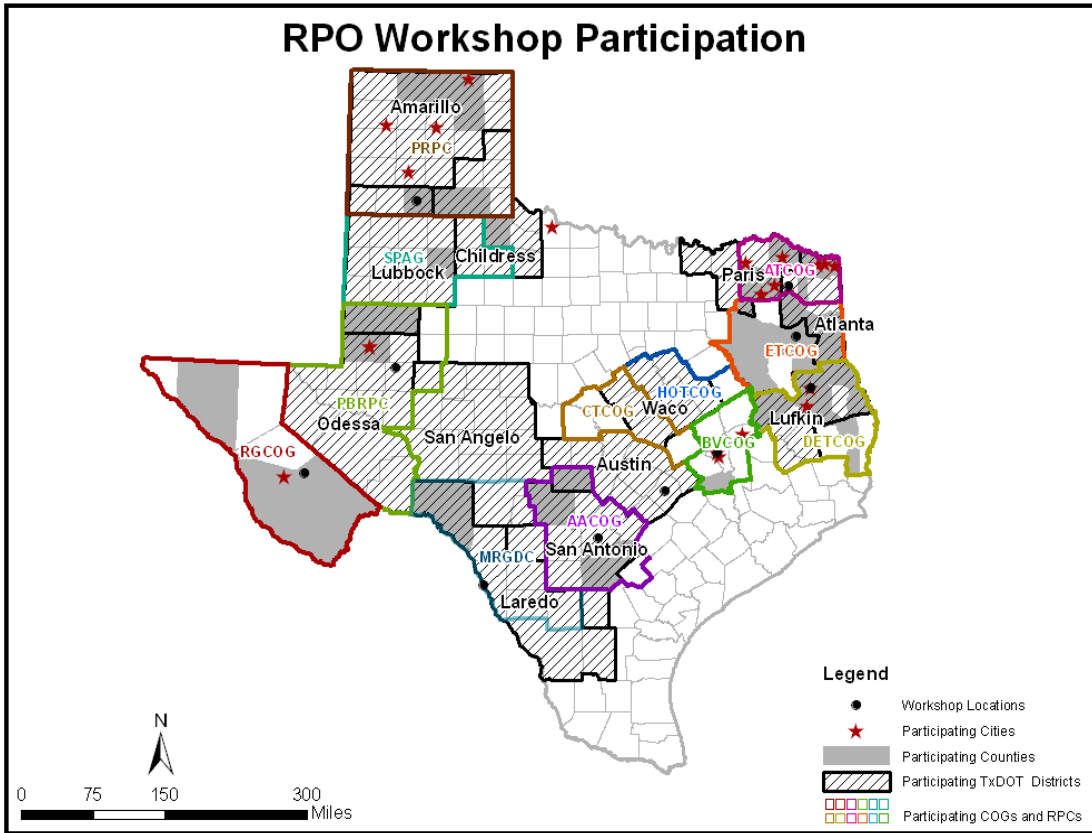 RPO Workshop Participation
Amarillo
PRPC
SPAG
Lubbock
Childress
Paris
ATCOG
Atlanta
ETCOG
HOTCOG
CTCOG
Waco
PBRPC
Odessa
San Angelo
Lufkin
BVCOG
DETCOG
RGCOG
Austin
AACOG
San Antonio
MRGDC
Laredo
Legend
Workshop Locations
Participating Cities
Participating Counties
Participating TxDOT Districts
Participating COGs and RPCs
N
0 75 150 300
Miles